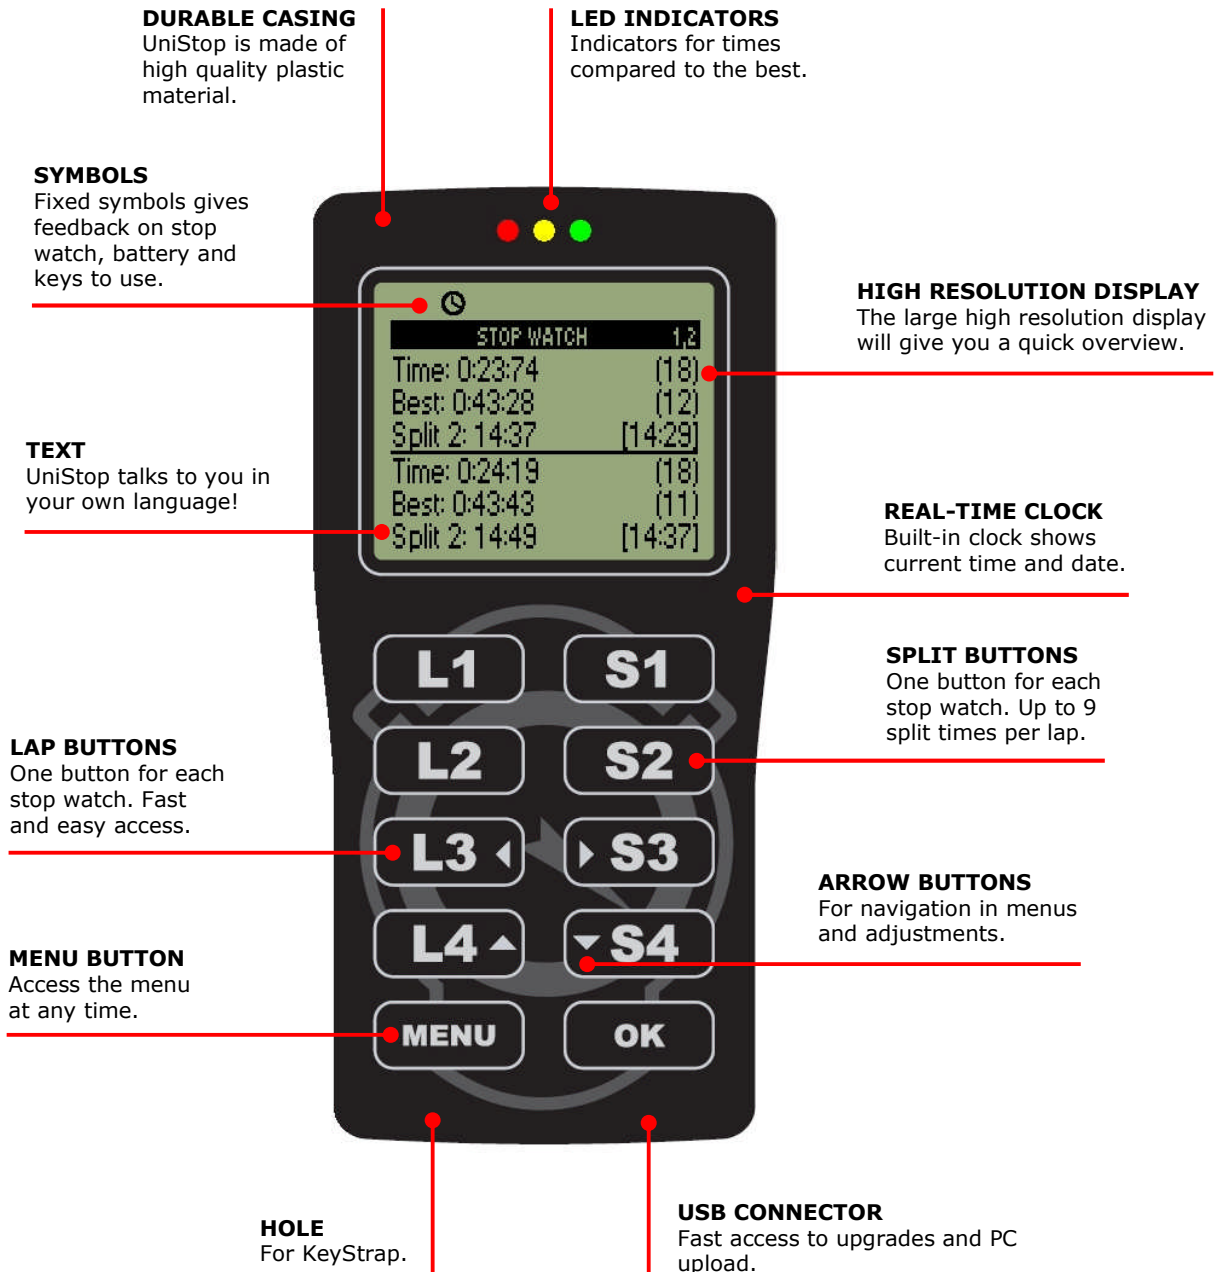 DURABLE CASING
UniStop is made of
high quality plastic
material.
LED INDICATORS
Indicators for times
compared to the best.
SYMBOLS
Fixed symbols gives
feedback on stop
watch, battery and
keys to use.
HIGH RESOLUTION DISPLAY
The large high resolution display
will give you a quick overview.
STOP WATCH 1,2
Time: 0:23:74 (18)
Best: 0:43:28 (12)
Split 2: 14:37 [14:29]
Time: 0:24:19 (18)
Best: 0:43:43 (11)
Split 2: 14:49 [14:37]
TEXT
UniStop talks to you in
your own language!
REAL-TIME CLOCK
Built-in clock shows
current time and date.
L1 S1
SPLIT BUTTONS
One button for each
stop watch. Up to 9
split times per lap.
L2 S2
LAP BUTTONS
One button for each
stop watch. Fast
and easy access.
L3 S3
ARROW BUTTONS
For navigation in menus
and adjustments.
L4 S4
MENU BUTTON
Access the menu
at any time.
MENU OK
HOLE
For KeyStrap.
USB CONNECTOR
Fast access to upgrades and PC
upload.